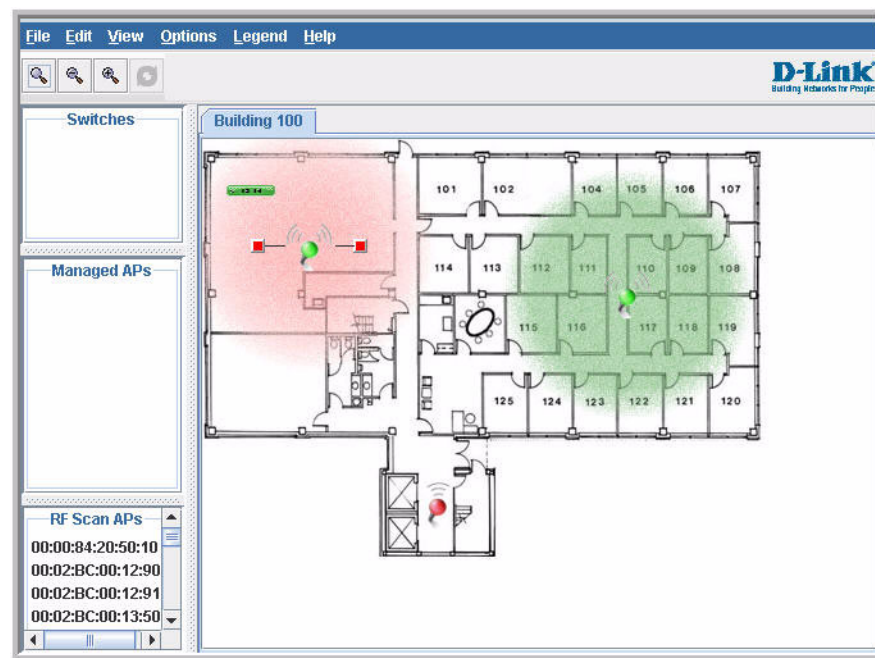 File Edit View Options Legend Help
D-Link
Building Networks for People
Switches
Building 100
Managed APs
RF Scan APs
00:00:84:20:50:10
00:02:BC:00:12:90
00:02:BC:00:12:91
00:02:BC:00:13:50
101 102 104 105 106 107
114 113 112 111 110 109 108
115 116 117 118 119
125 124 123 122 121 120